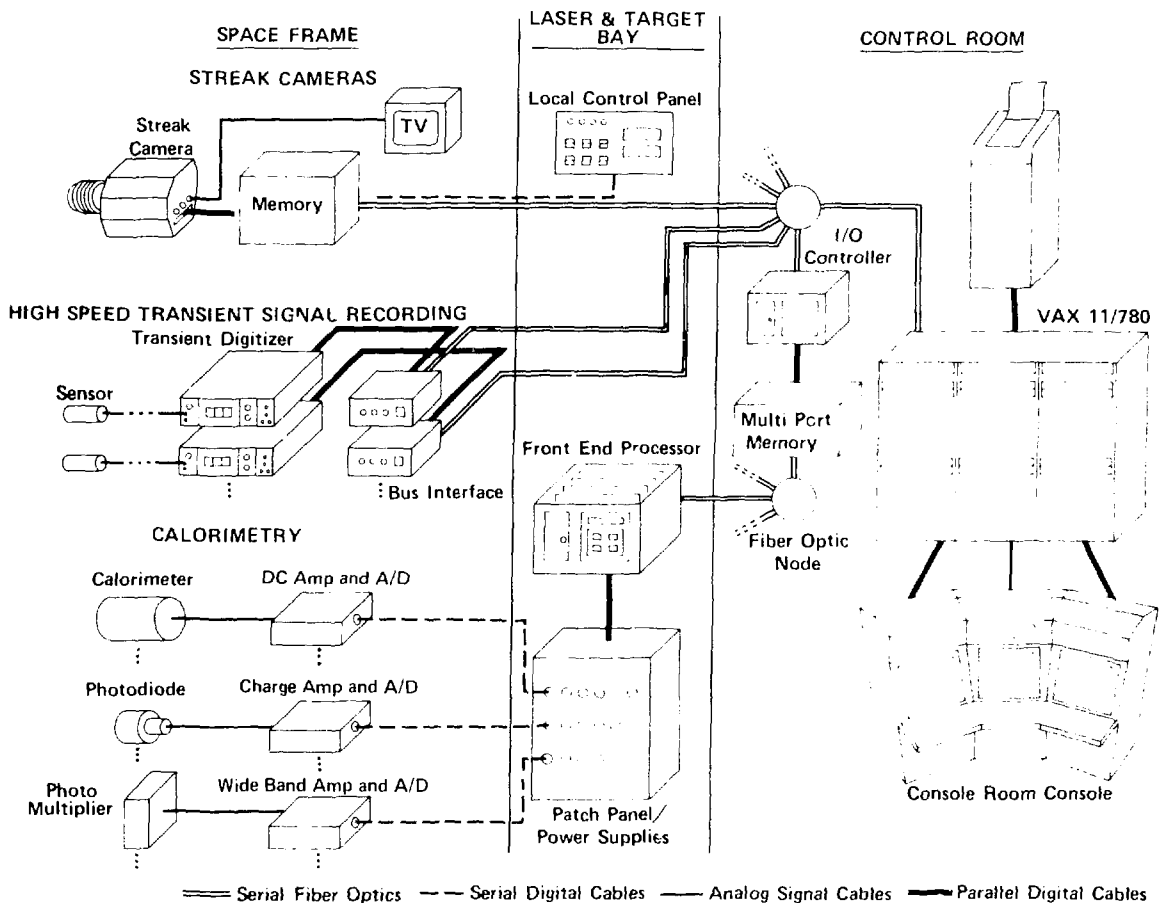 SPACE FRAME
LASER & TARGET
BAY
CONTROL ROOM
STREAK CAMERAS
Streak
Camera
TV
Memory
Local Control Panel
I/O
Controller
VAX 11/780
HIGH SPEED TRANSIENT SIGNAL RECORDING
Transient Digitizer
Sensor
Bus Interface
Front End Processor
Multi Port
Memory
Fiber Optic
Node
CALORIMETRY
Calorimeter
DC Amp and A/D
Photodiode
Charge Amp and A/D
Photo
Multiplier
Wide Band Amp and A/D
Patch Panel/
Power Supplies
Console Room Console
Serial Fiber Optics
Serial Digital Cables
Analog Signal Cables
Parallel Digital Cables